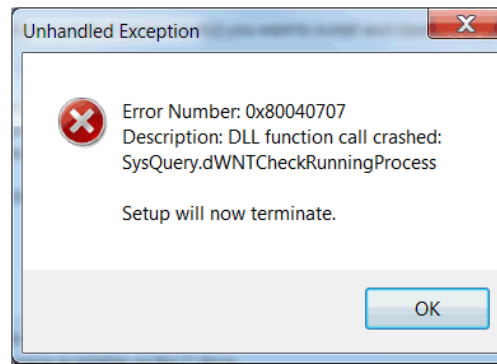 Unhandled Exception
Error Number: 0x80040707
Description: DLL function call crashed:
SysQuery.dWNTCheckRunningProcess
Setup will now terminate.
OK